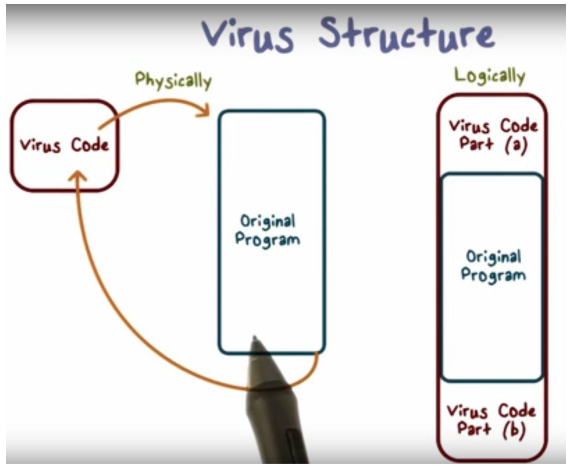 Virus Structure
Physically
Logically
Virus Code
Original
Program
Virus Code
Part (a)
Original
Program
Virus Code
Part (b)